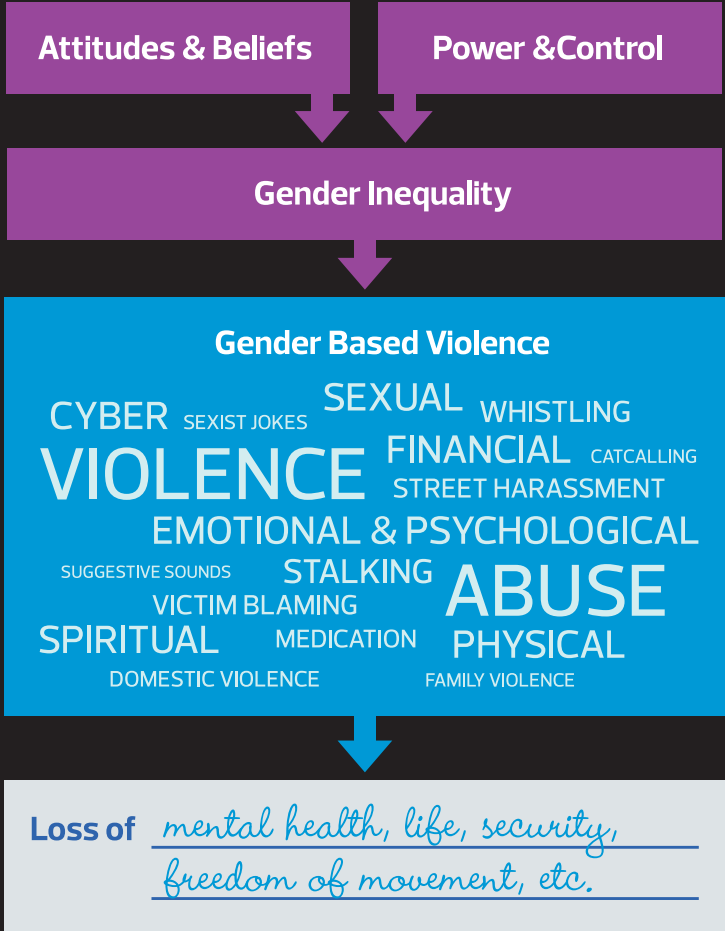 Attitudes & Beliefs
Power &Control
Gender Inequality
Gender Based Violence
SEXUAL
CYBER SEXIST JOKES WHISTLING
VIOLENCE FINANCIAL CATCALLING
STREET HARASSMENT
EMOTIONAL & PSYCHOLOGICAL
SUGGESTIVE SOUNDS STALKING ABUSE
VICTIM BLAMING
SPIRITUAL MEDICATION PHYSICAL
DOMESTIC VIOLENCE FAMILY VIOLENCE
Loss of mental health, life, security,
freedom of movement, etc.